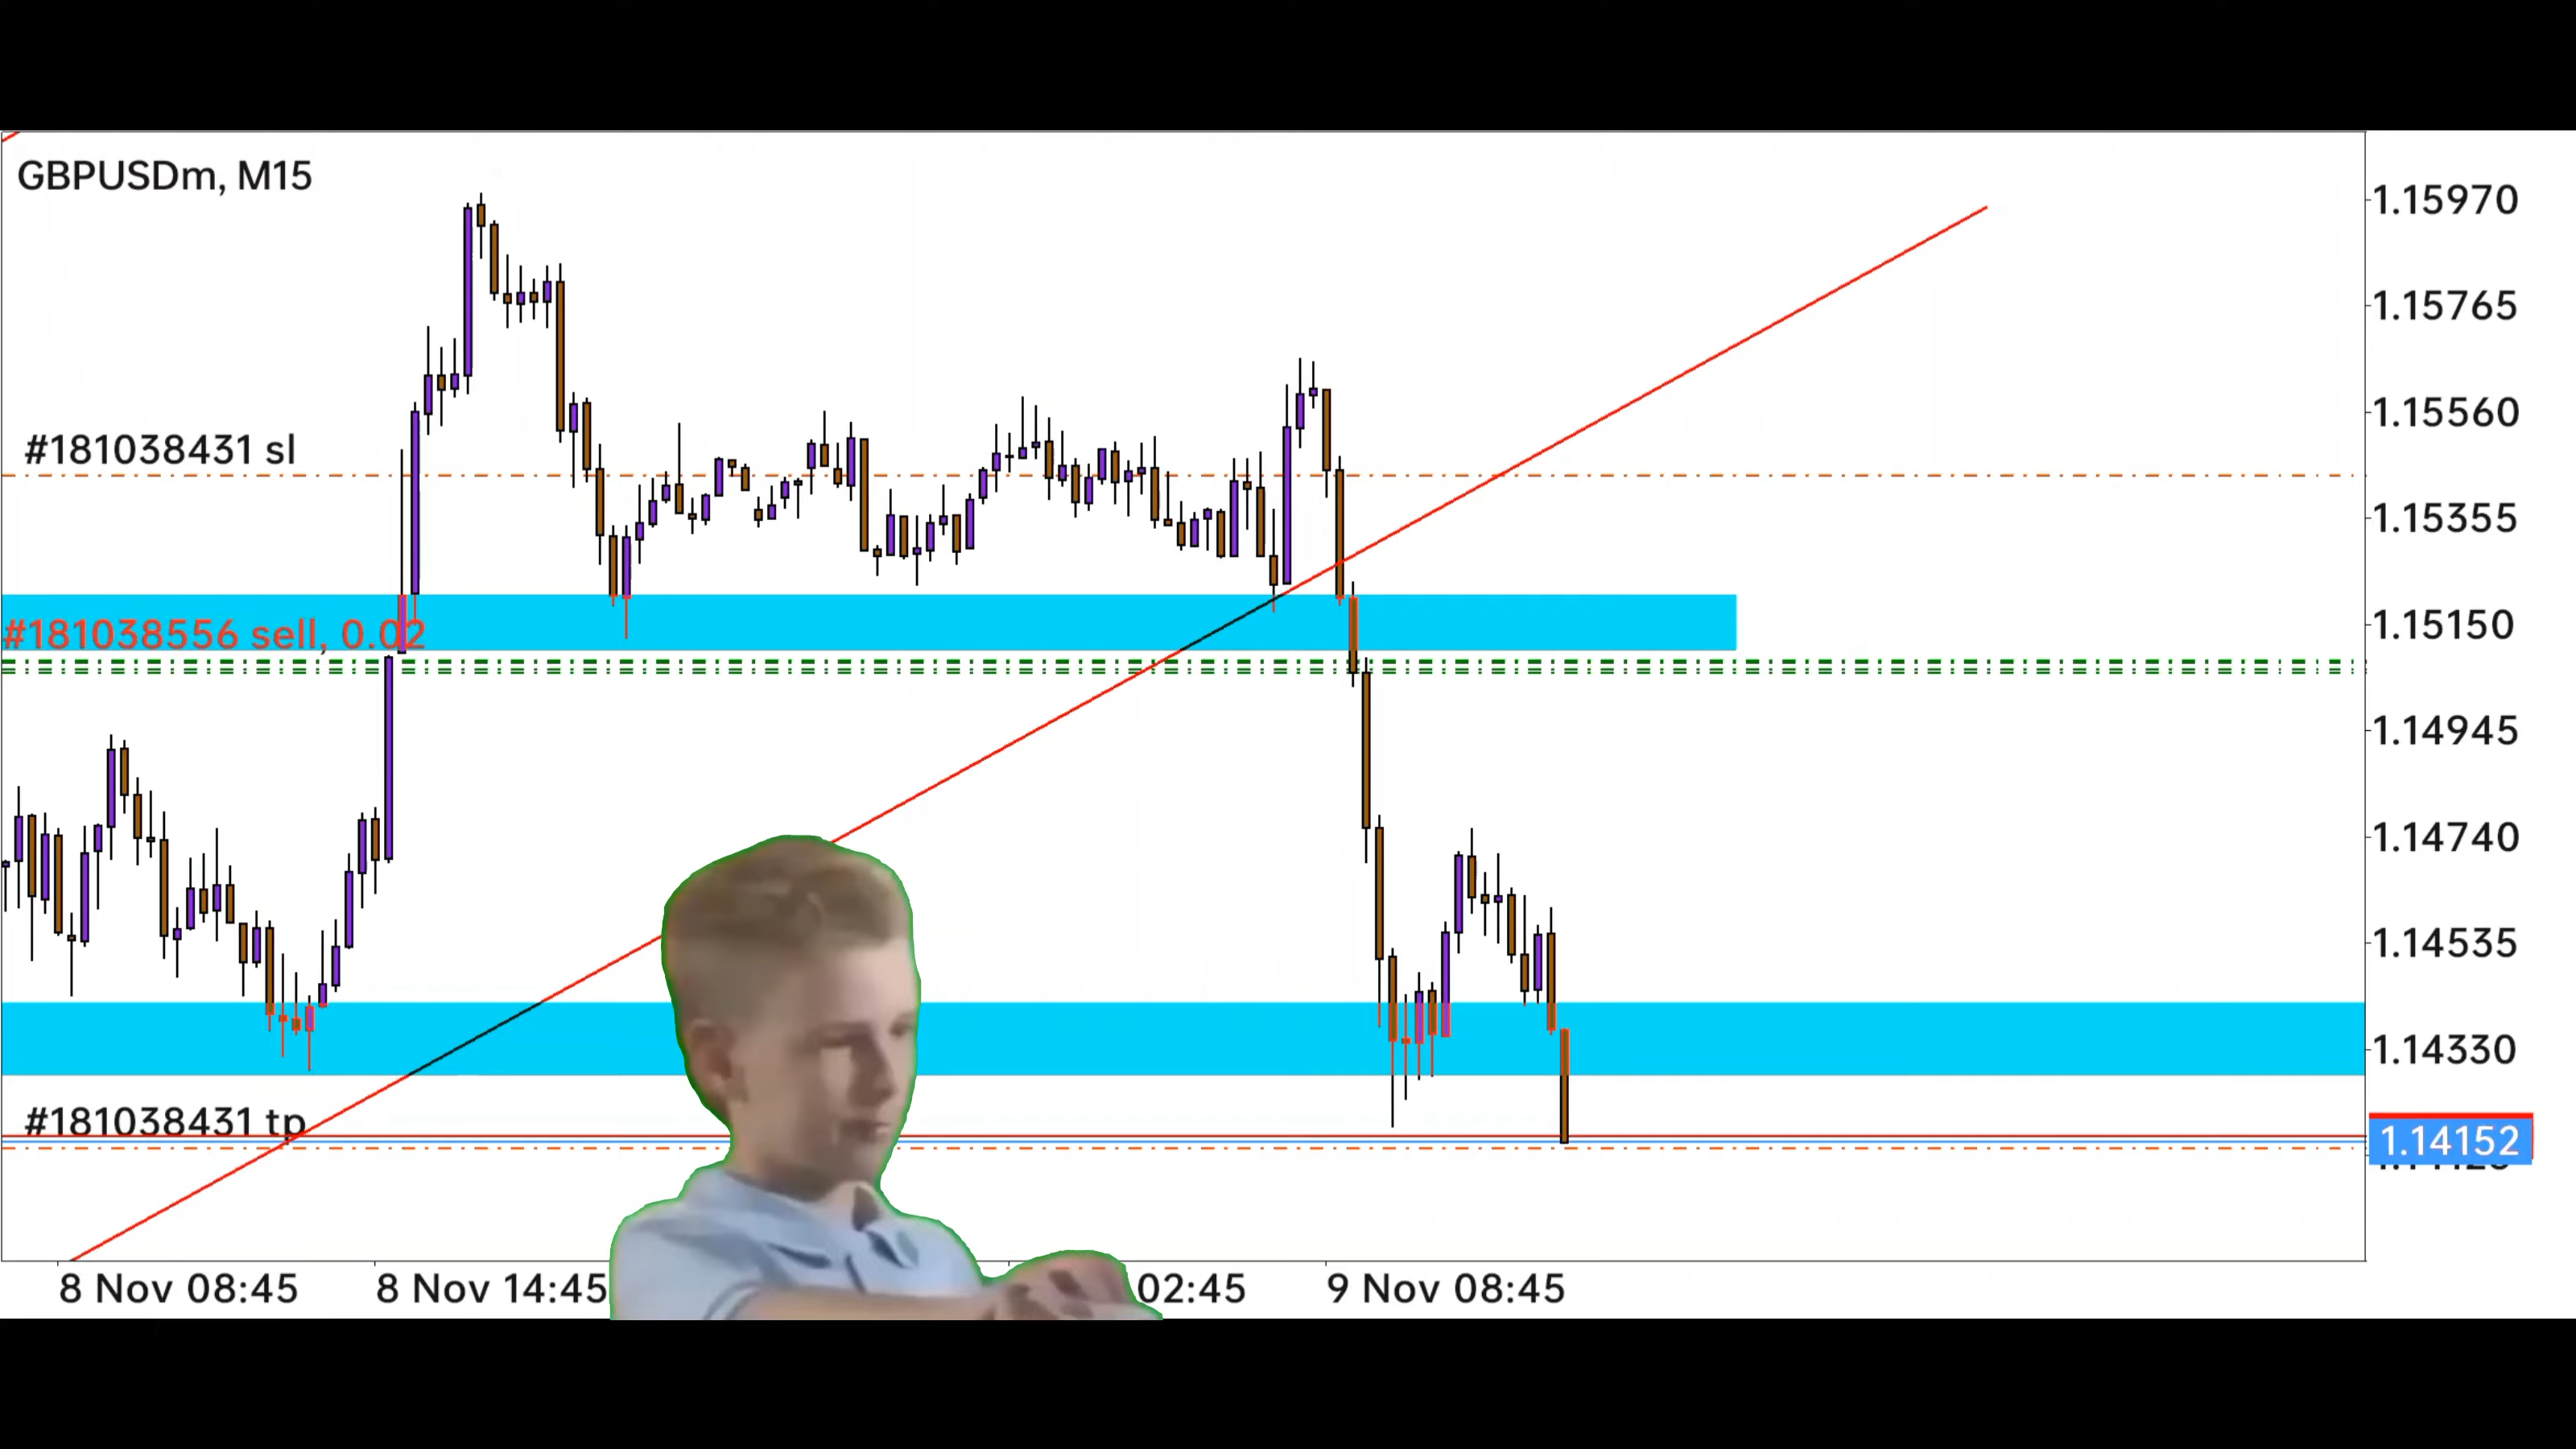 GBPUSDm, M15
1.15970
1.15765
1.15560
#181038431 sl
1.15355
1.15150
#181038556 sell, 0.02
1.14945
1.14740
1.14535
1.14330
#181038431 tp
1.14152
8 Nov 08:45
8 Nov 14:45
02:45
9 Nov 08:45